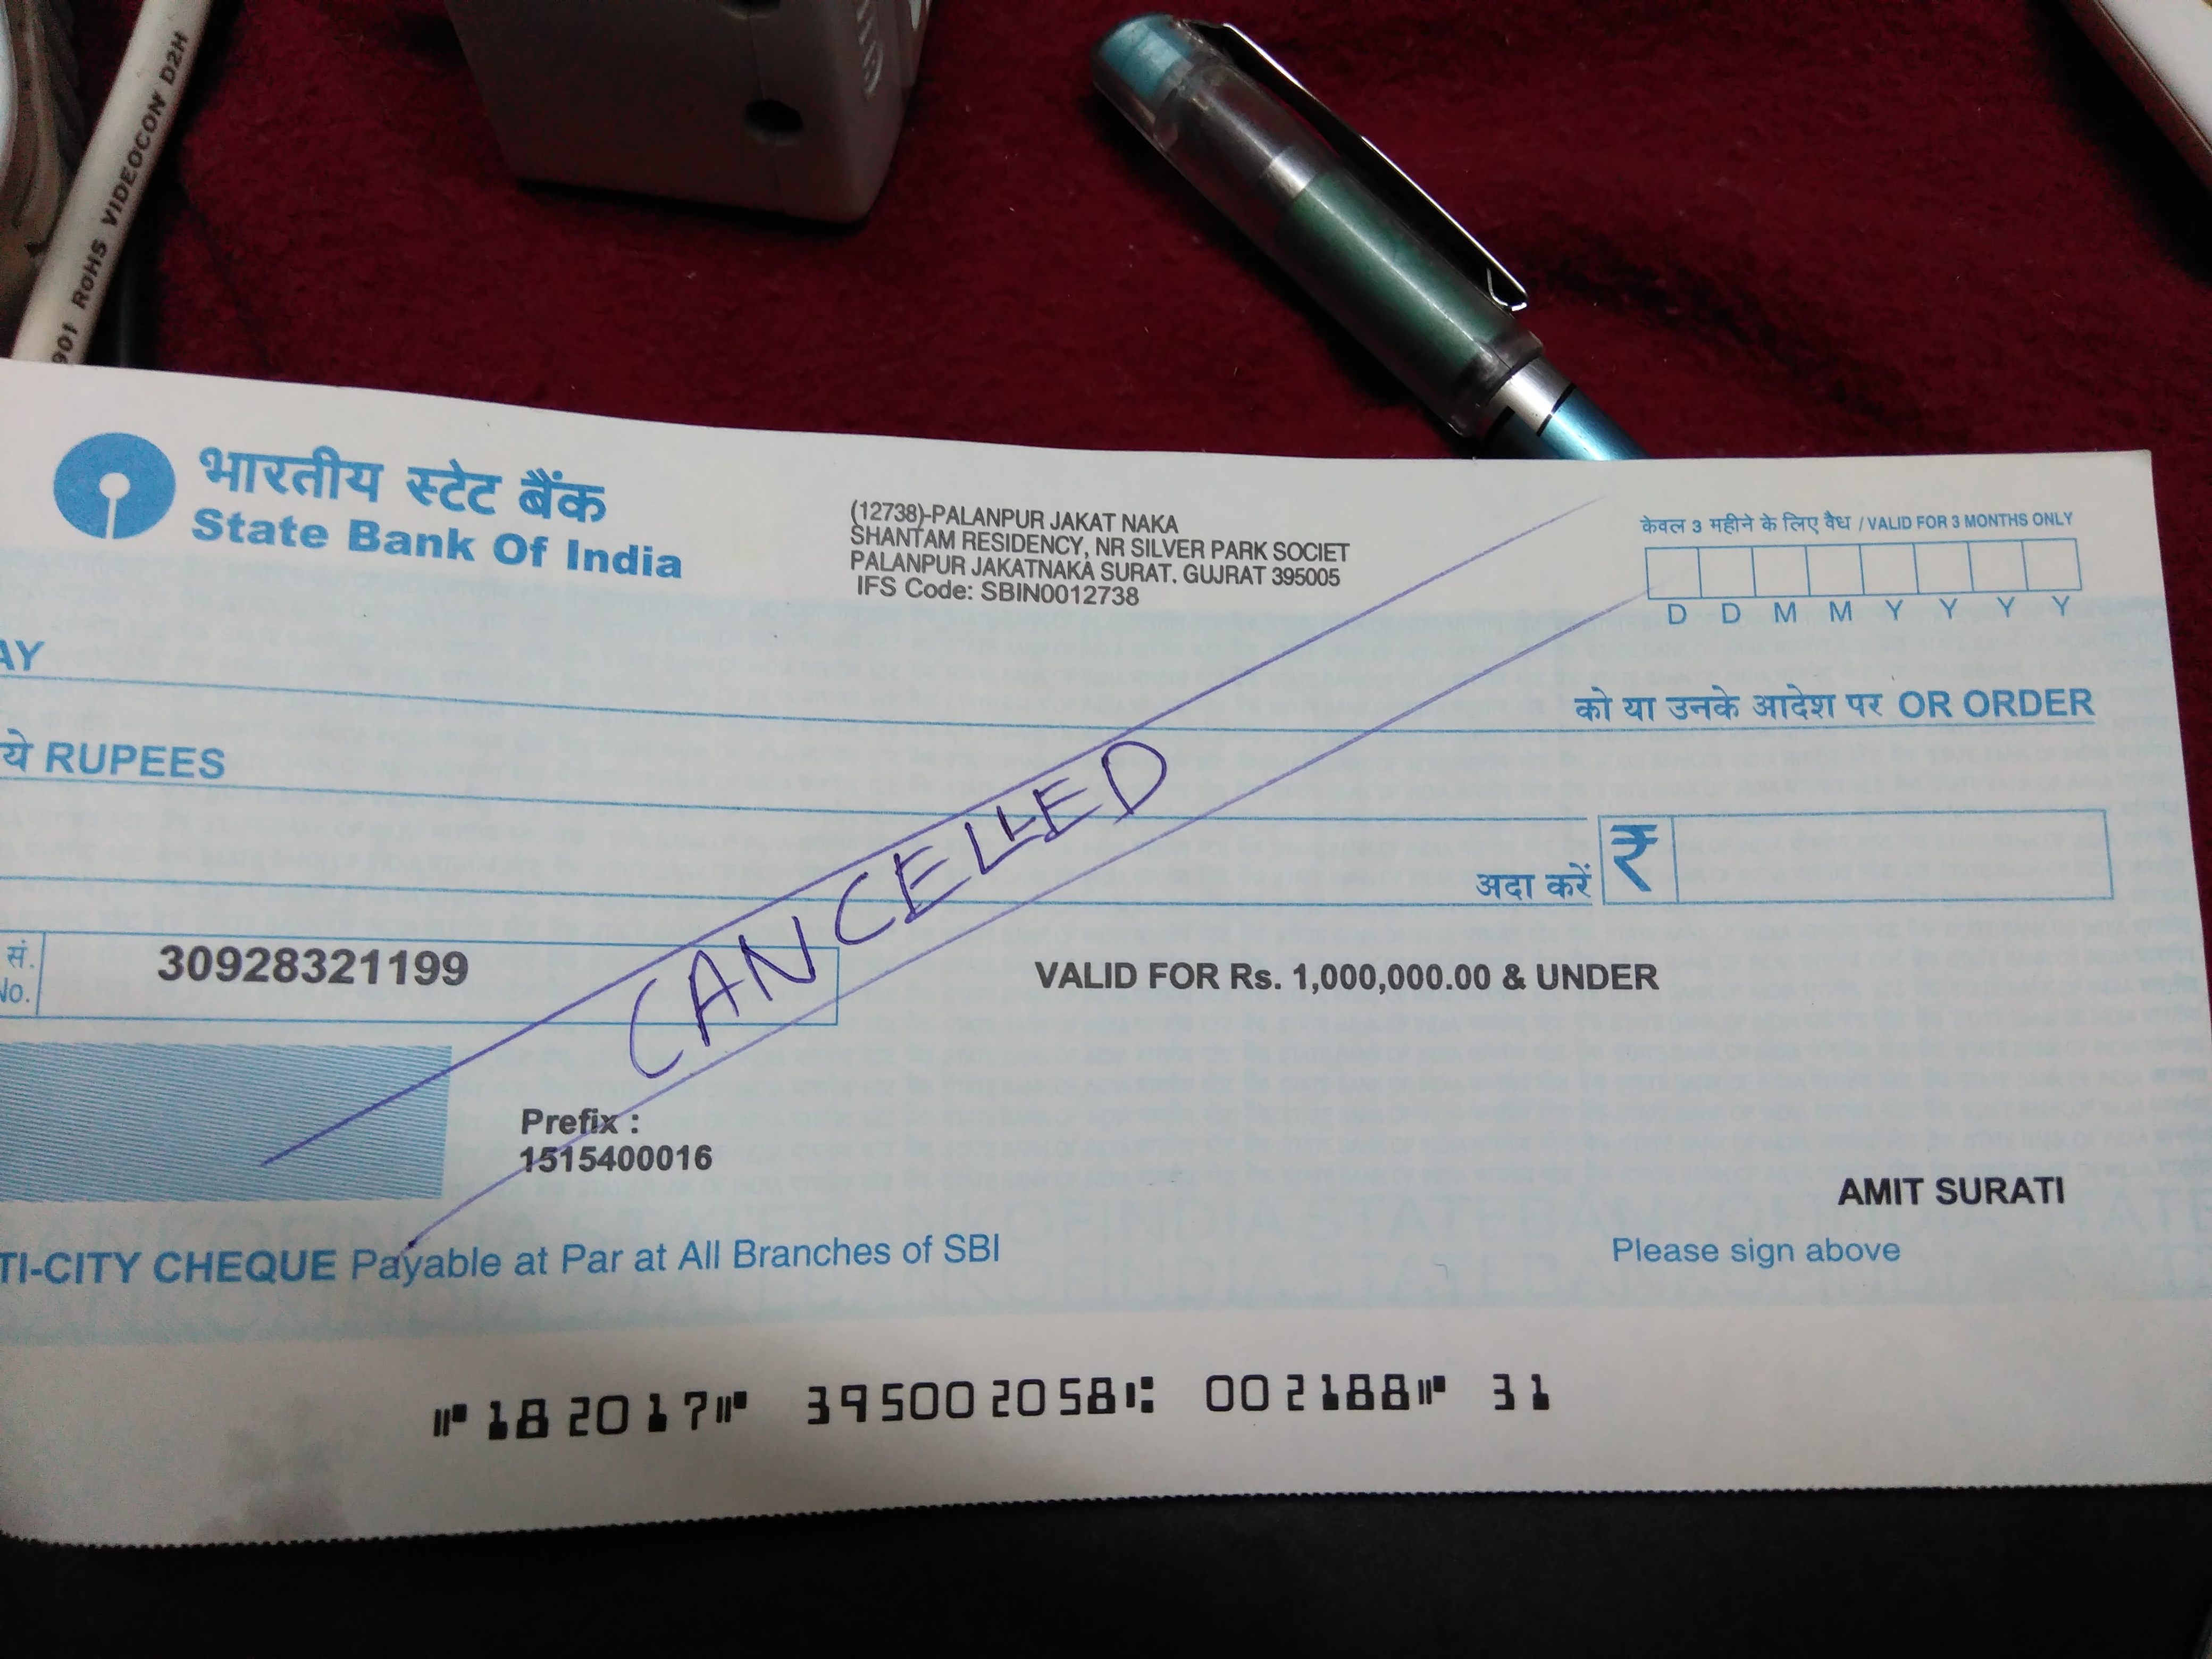 901 RoHS VIDEOCON D2H
भारतीय स्टेट बैंक
State Bank Of India
(12738)-PALANPUR JAKAT NAKA
SHANTAM RESIDENCY, NR SILVER PARK SOCIET
PALANPUR JAKATNAKA SURAT. GUJRAT 395005
IFS Code: SBIN0012738
केवल 3 महीने के लिए वैध / VALID FOR 3 MONTHS ONLY
D D M M Y Y Y Y
AY
को या उनके आदेश पर OR ORDER
ये RUPEES
CANCELLED
अदा करें ₹
सं.
No.
30928321199
VALID FOR Rs. 1,000,000.00 & UNDER
Prefix :
1515400016
AMIT SURATI
TI-CITY CHEQUE Payable at Par at All Branches of SBI
Please sign above
⑈182017⑈ 395002058⑆ 002188⑈ 31